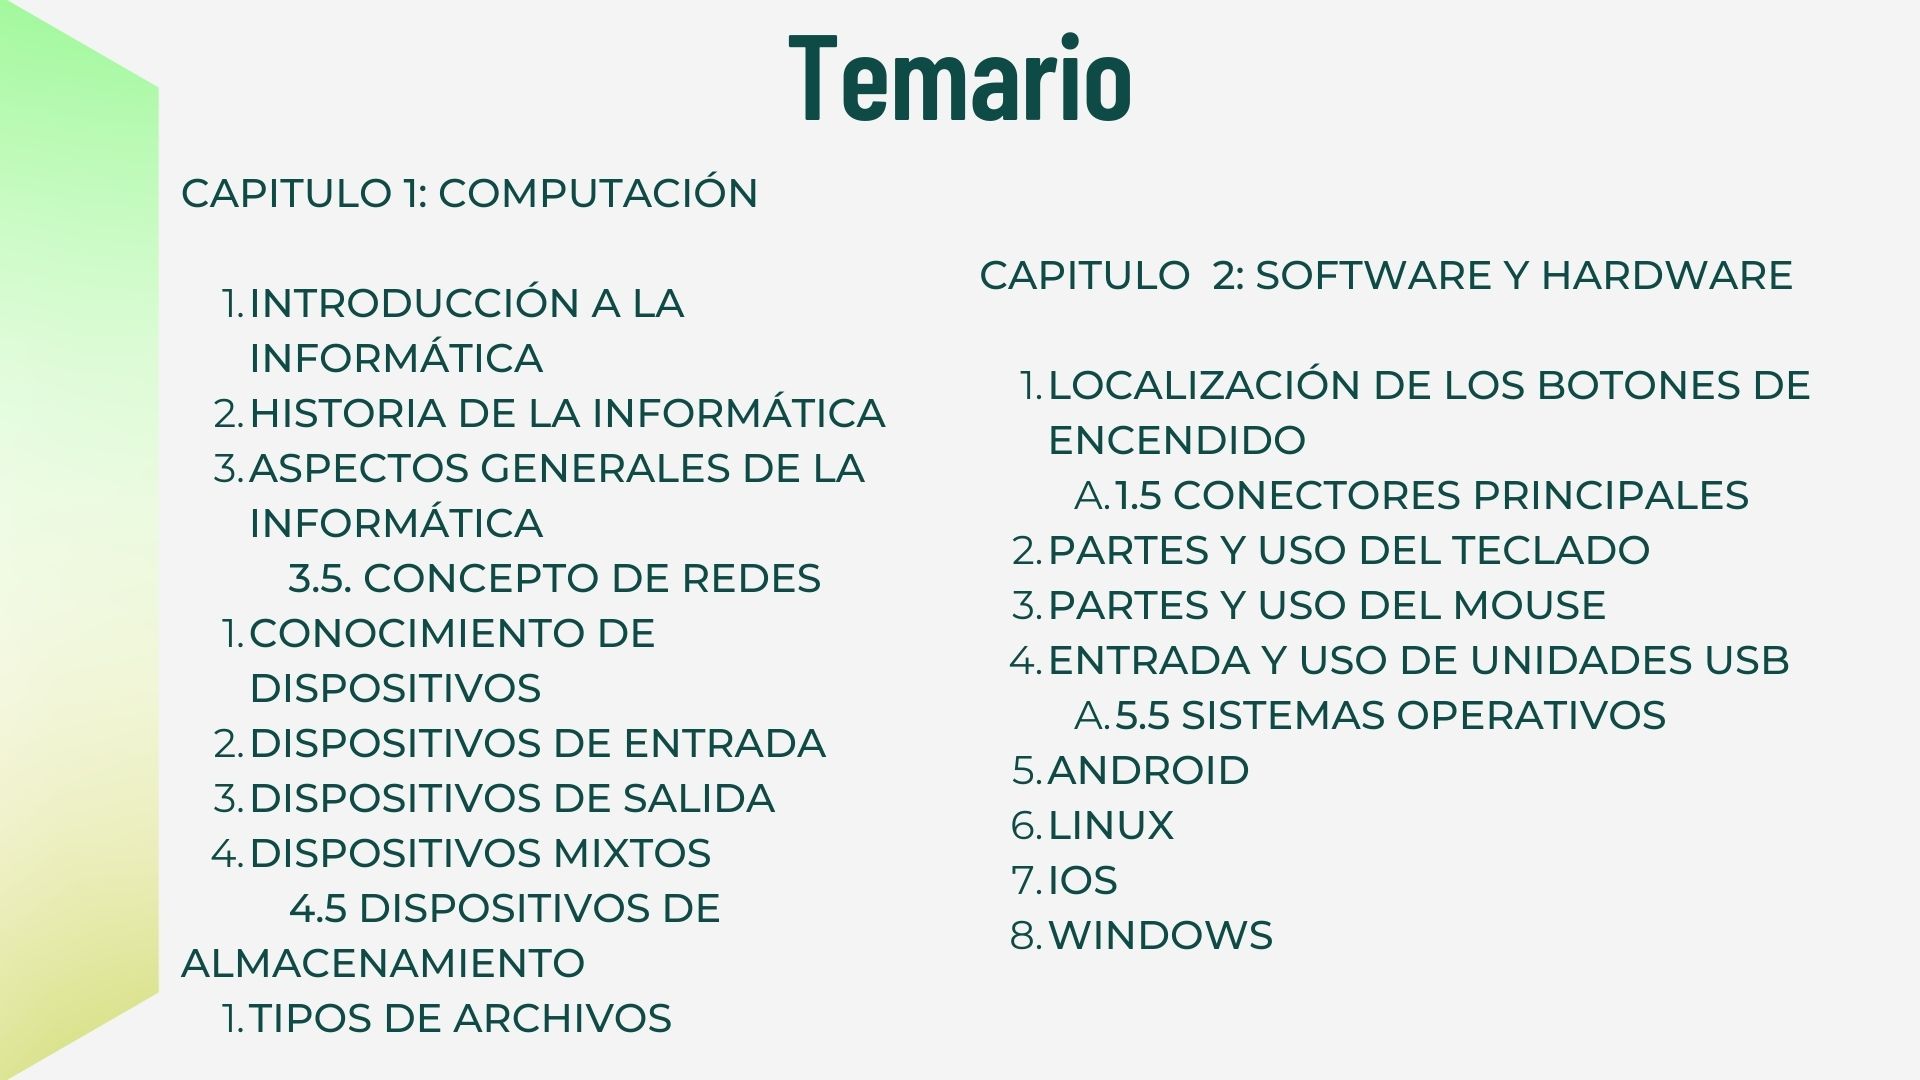 Temario
CAPITULO 1: COMPUTACIÓN
1. INTRODUCCIÓN A LA
INFORMÁTICA
2. HISTORIA DE LA INFORMÁTICA
3. ASPECTOS GENERALES DE LA
INFORMÁTICA
3.5. CONCEPTO DE REDES
1. CONOCIMIENTO DE
DISPOSITIVOS
2. DISPOSITIVOS DE ENTRADA
3. DISPOSITIVOS DE SALIDA
4. DISPOSITIVOS MIXTOS
4.5 DISPOSITIVOS DE
ALMACENAMIENTO
1. TIPOS DE ARCHIVOS
CAPITULO  2: SOFTWARE Y HARDWARE
1. LOCALIZACIÓN DE LOS BOTONES DE
ENCENDIDO
A. 1.5 CONECTORES PRINCIPALES
2. PARTES Y USO DEL TECLADO
3. PARTES Y USO DEL MOUSE
4. ENTRADA Y USO DE UNIDADES USB
A. 5.5 SISTEMAS OPERATIVOS
5. ANDROID
6. LINUX
7. IOS
8. WINDOWS